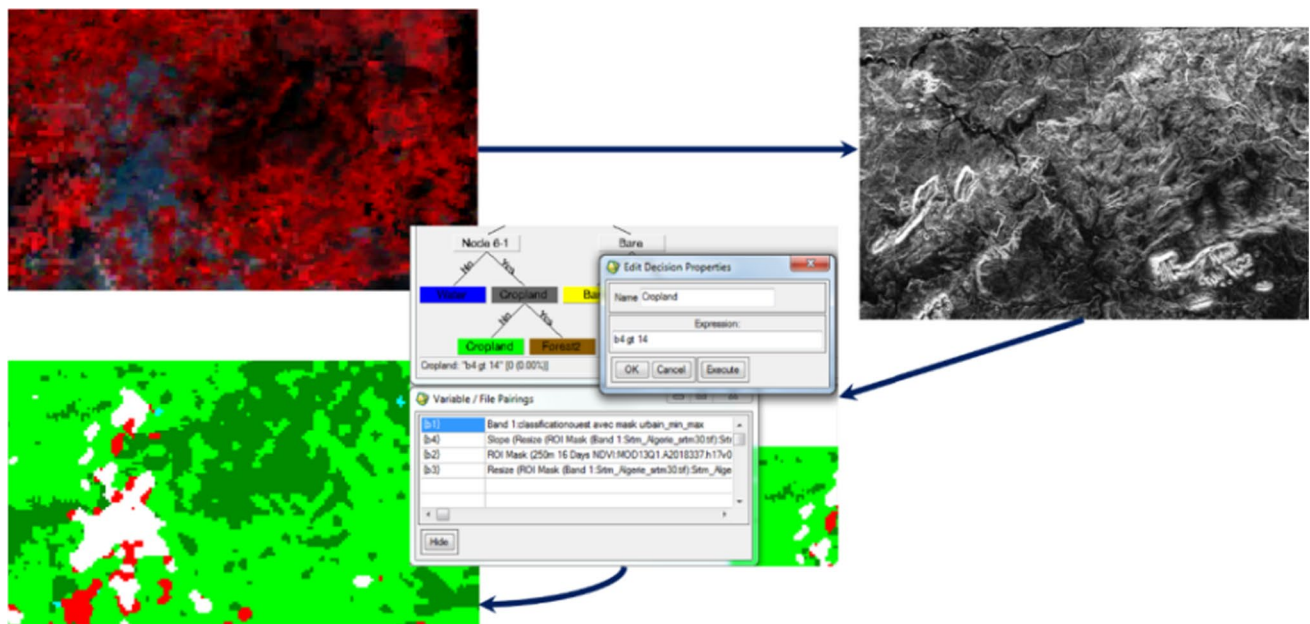 Node 6-1
Bare
No
Yes
Water
Cropland
Bar
No
Yes
Cropland
Forest2
Cropland: "b4 gt 14" [0 (0.00%)]
Edit Decision Properties
Name Cropland
Expression:
b4 gt 14
OK Cancel Execute
Variable / File Pairings
{b1} Band 1:classificationouest avec mask urbain_min_max
{b4} Slope (Resize (ROI Mask (Band 1:Srtm_Algerie_srtm30.tif):Srt
{b2} ROI Mask (250m 16 Days NDVI:MOD13Q1.A2018337.h17v0
{b3} Resize (ROI Mask (Band 1:Srtm_Algerie_srtm30.tif):Srtm_Alge
Hide